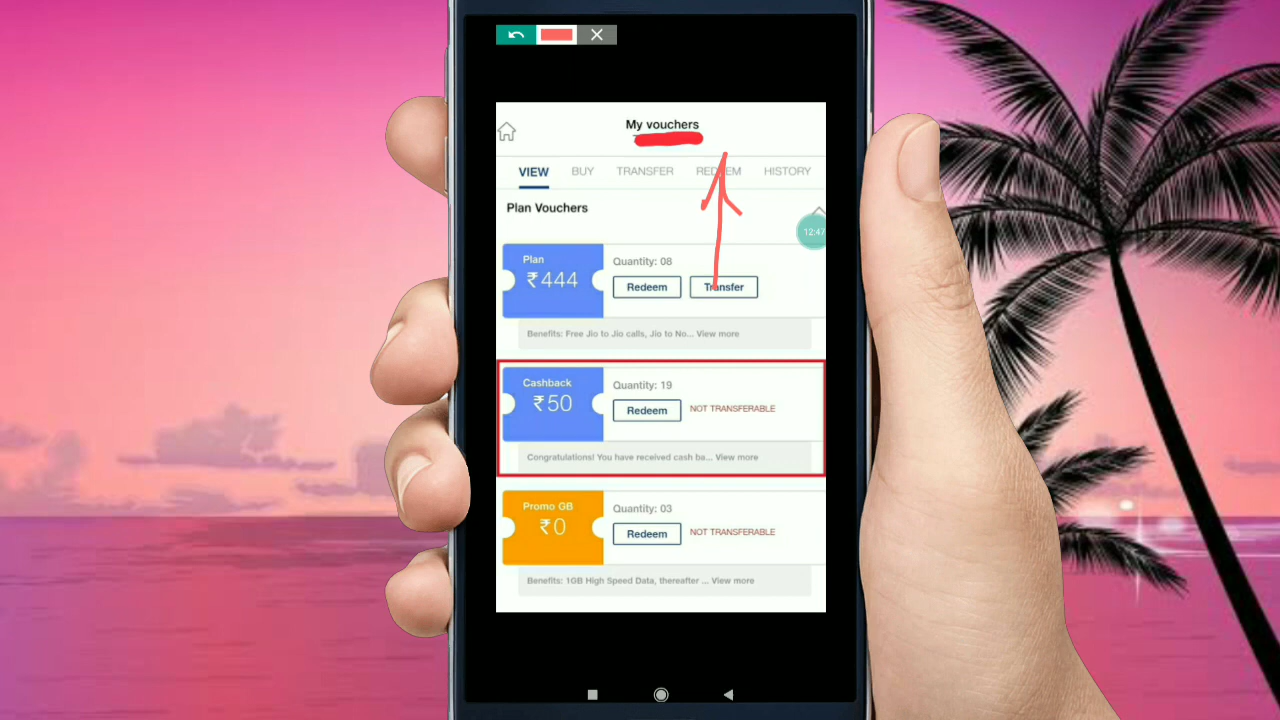 My vouchers
VIEW BUY TRANSFER REDEEM HISTORY
Plan Vouchers
12:47
Plan
₹444
Quantity: 08
Redeem Transfer
Benefits: Free Jio to Jio calls, Jio to No... View more
Cashback
₹50
Quantity: 19
Redeem NOT TRANSFERABLE
Congratulations! You have received cash ba... View more
Promo GB
₹0
Quantity: 03
Redeem NOT TRANSFERABLE
Benefits: 1GB High Speed Data, thereafter ... View more